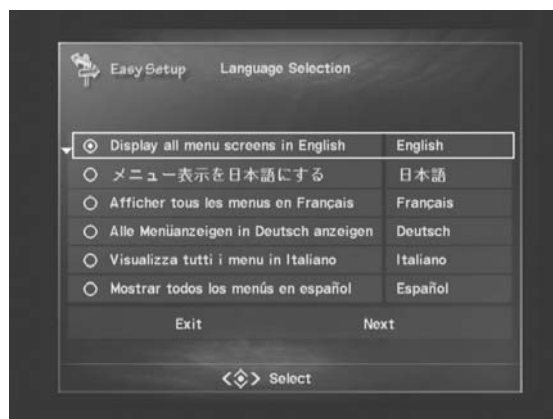 Easy Setup Language Selection
Display all menu screens in English English
メニュー表示を日本語にする 日本語
Afficher tous les menus en Français Français
Alle Menüanzeigen in Deutsch anzeigen Deutsch
Visualizza tutti i menu in Italiano Italiano
Mostrar todos los menús en español Español
Exit Next
Select